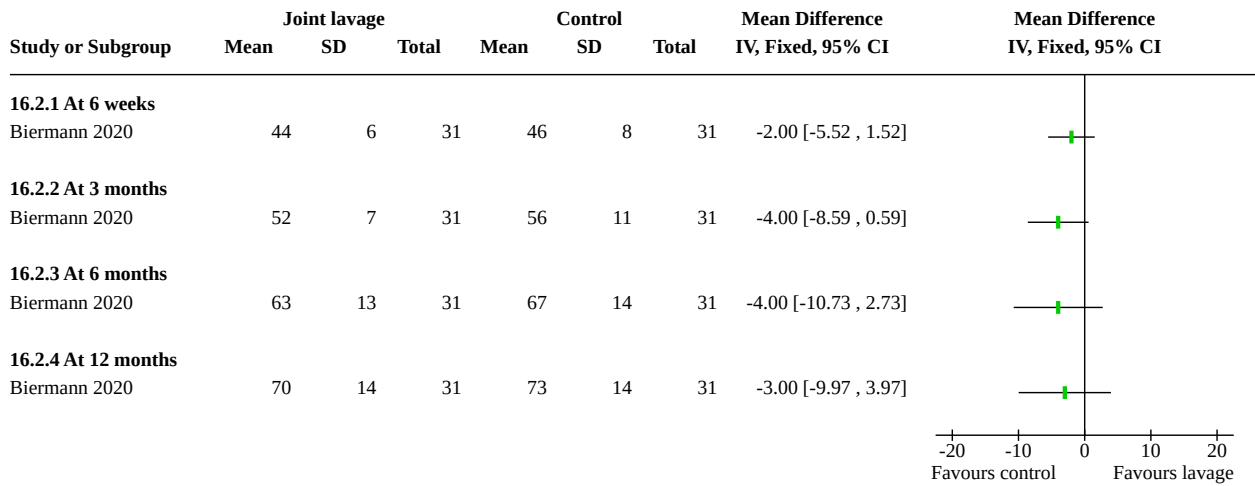 Joint lavage Control Mean Difference Mean Difference
Study or Subgroup Mean SD Total Mean SD Total IV, Fixed, 95% CI IV, Fixed, 95% CI
16.2.1 At 6 weeks
Biermann 2020 44 6 31 46 8 31 -2.00 [-5.52 , 1.52]
16.2.2 At 3 months
Biermann 2020 52 7 31 56 11 31 -4.00 [-8.59 , 0.59]
16.2.3 At 6 months
Biermann 2020 63 13 31 67 14 31 -4.00 [-10.73 , 2.73]
16.2.4 At 12 months
Biermann 2020 70 14 31 73 14 31 -3.00 [-9.97 , 3.97]
-20 -10 0 10 20
Favours control Favours lavage